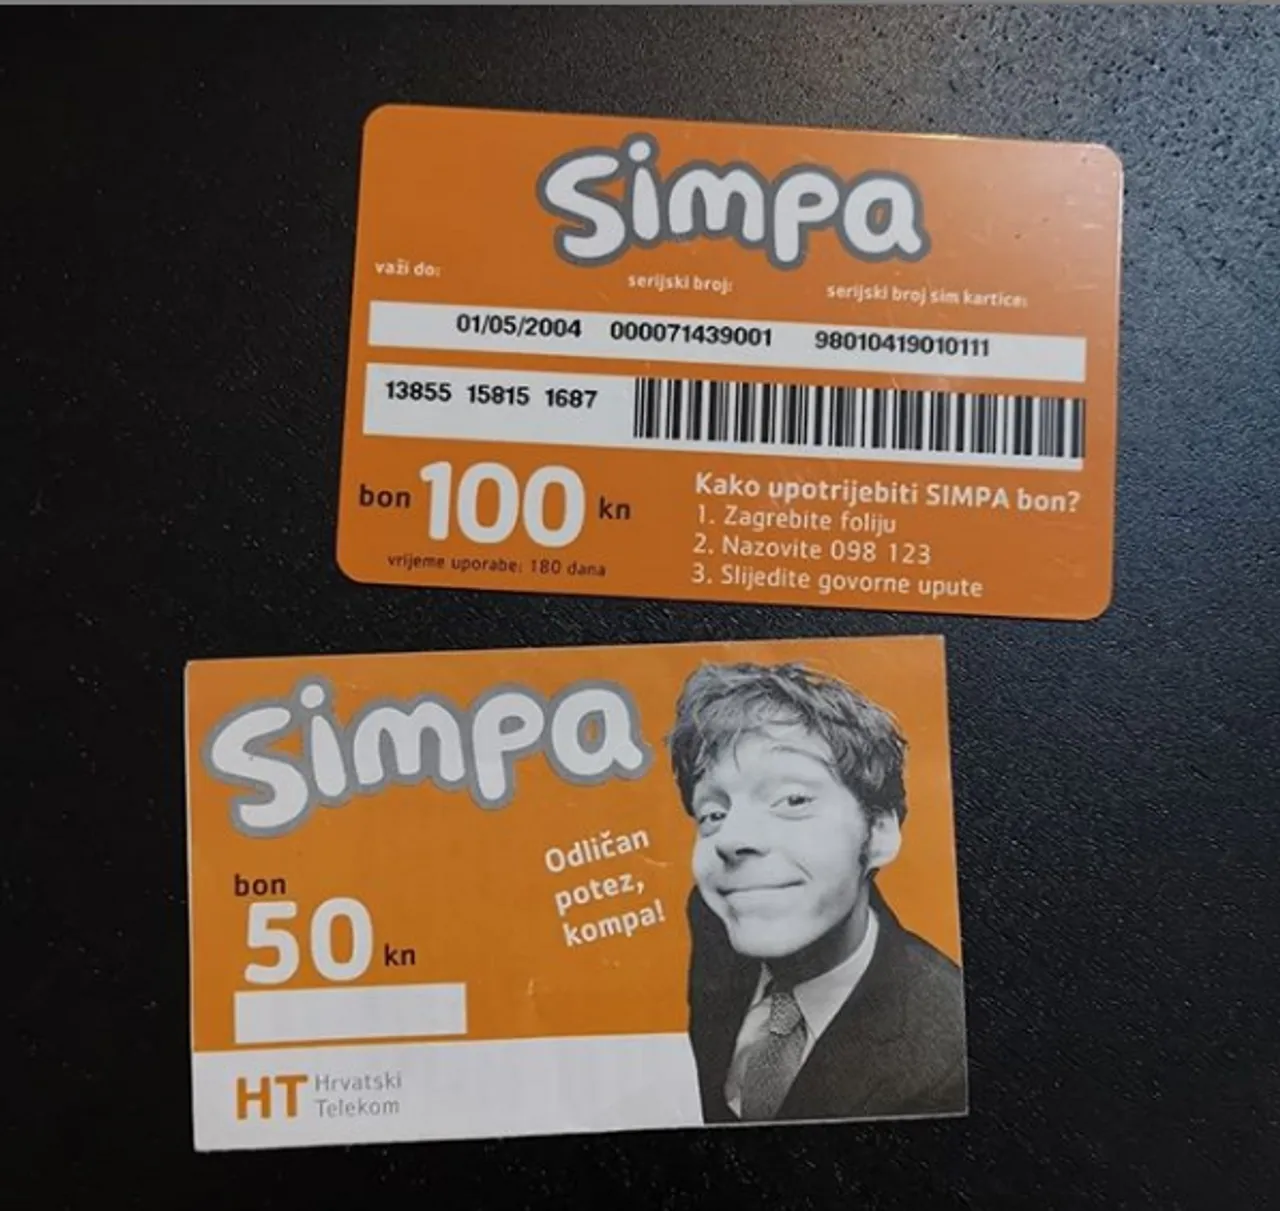 Simpa
važi do: serijski broj: serijski broj sim kartice:
01/05/2004 000071439001 98010419010111
13855 15815 1687
bon 100 kn
vrijeme uporabe: 180 dana
Kako upotrijebiti SIMPA bon?
1. Zagrebite foliju
2. Nazovite 098 123
3. Slijedite govorne upute
Simpa
Odličan
potez,
kompa!
bon
50 kn
HT Hrvatski
Telekom